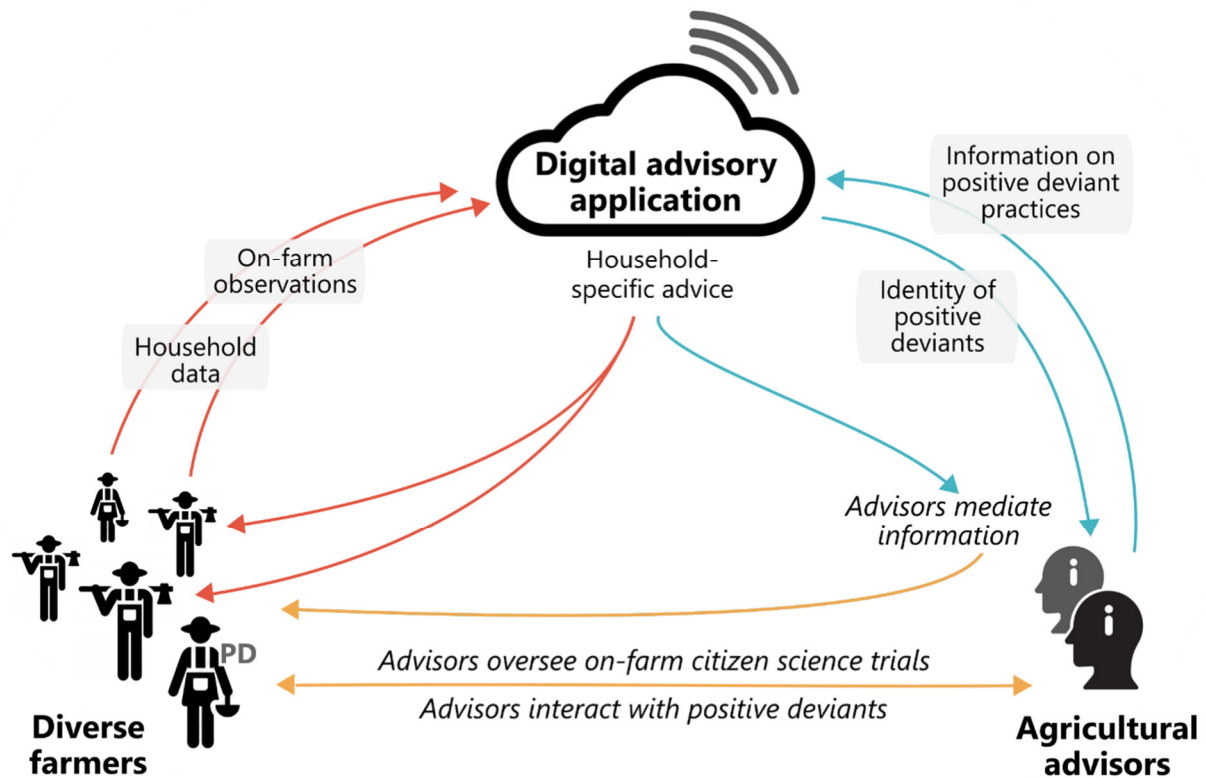 Digital advisory
application
Information on
positive deviant
practices
On-farm
observations
Household-
specific advice
Identity of
positive
deviants
Household
data
Advisors mediate
information
i
i
PD
Advisors oversee on-farm citizen science trials
Advisors interact with positive deviants
Diverse
farmers
Agricultural
advisors